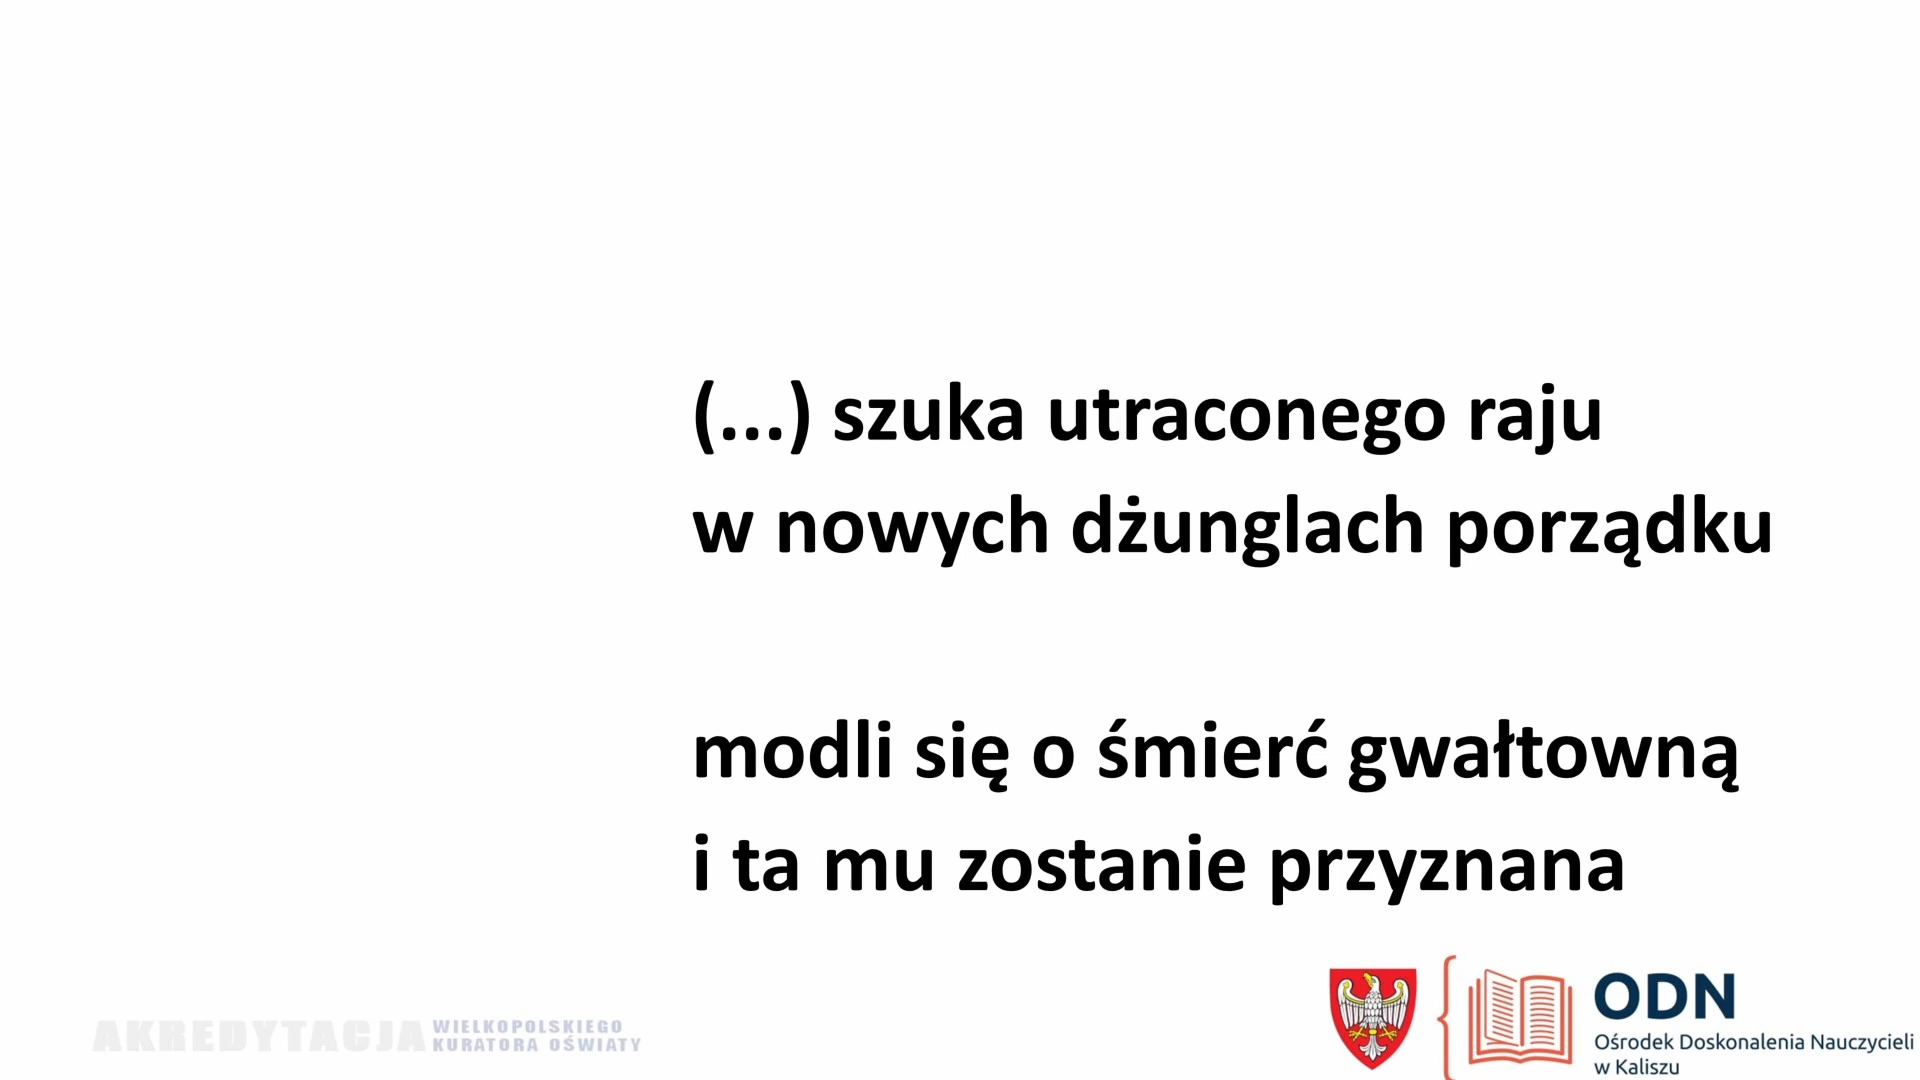 (...) szuka utraconego raju
w nowych dżunglach porządku
modli się o śmierć gwałtowną
i ta mu zostanie przyznana
AKREDYTACJA WIELKOPOLSKIEGO
KURATORA OŚWIATY
ODN
Ośrodek Doskonalenia Nauczycieli
w Kaliszu